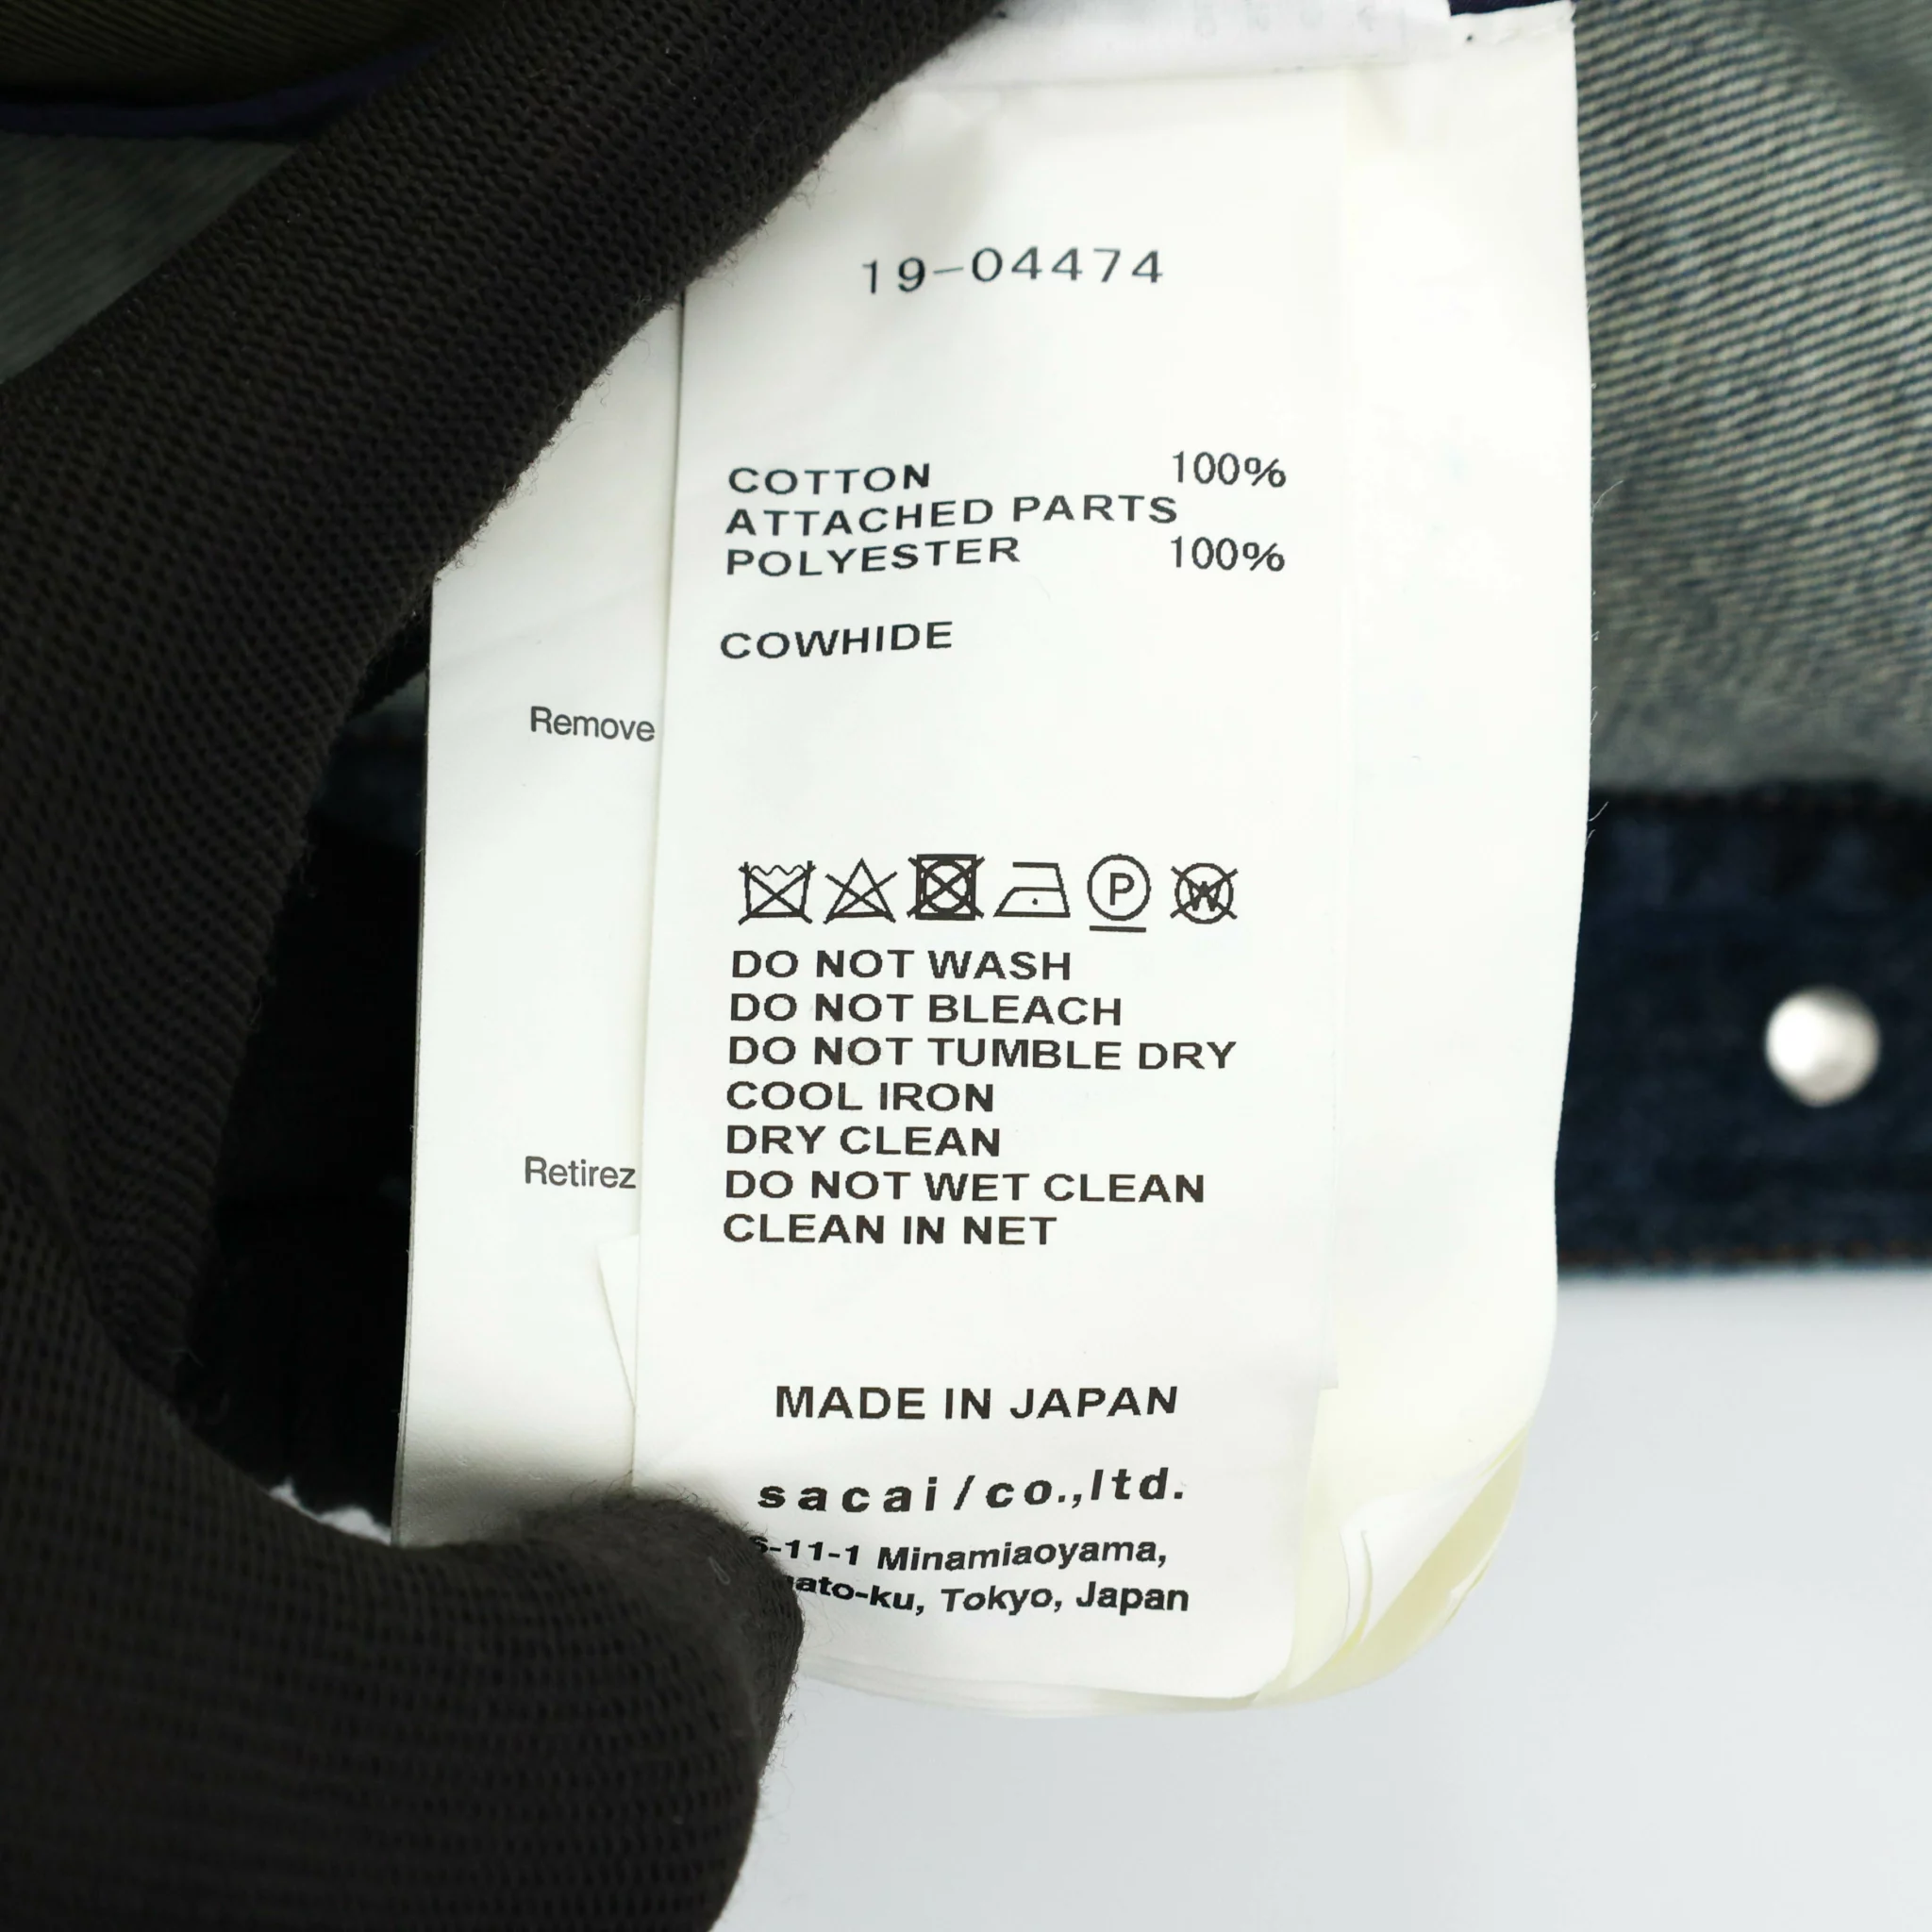 19-04474
COTTON 100%
ATTACHED PARTS
POLYESTER 100%
COWHIDE
Remove
P
W
DO NOT WASH
DO NOT BLEACH
DO NOT TUMBLE DRY
COOL IRON
DRY CLEAN
DO NOT WET CLEAN
CLEAN IN NET
Retirez
MADE IN JAPAN
sacai/co.,ltd.
-11-1 Minamiaoyama,
ato-ku, Tokyo, Japan